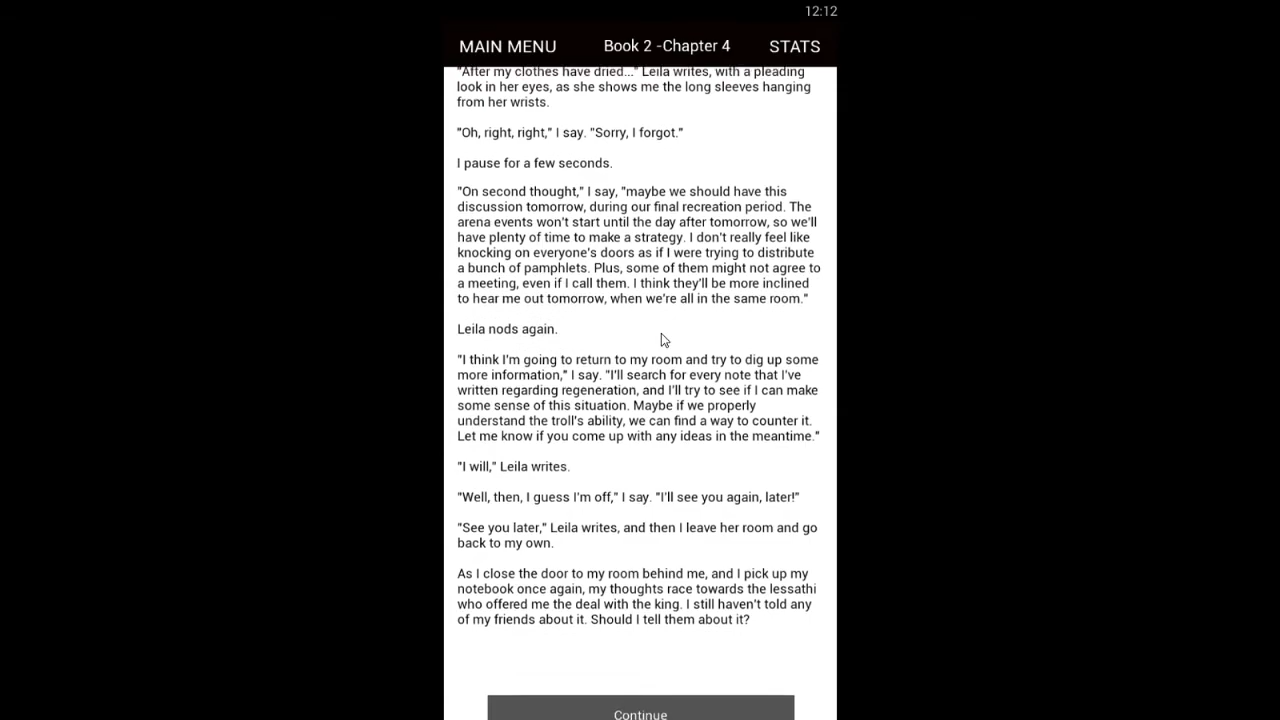 12:12
MAIN MENU
Book 2 -Chapter 4
STATS
"After my clothes have dried..." Leila writes, with a pleading
look in her eyes, as she shows me the long sleeves hanging
from her wrists.
"Oh, right, right," I say. "Sorry, I forgot."
I pause for a few seconds.
"On second thought," I say, "maybe we should have this
discussion tomorrow, during our final recreation period. The
arena events won't start until the day after tomorrow, so we'll
have plenty of time to make a strategy. I don't really feel like
knocking on everyone's doors as if I were trying to distribute
a bunch of pamphlets. Plus, some of them might not agree to
a meeting, even if I call them. I think they'll be more inclined
to hear me out tomorrow, when we're all in the same room."
Leila nods again.
"I think I'm going to return to my room and try to dig up some
more information," I say. "I'll search for every note that I've
written regarding regeneration, and I'll try to see if I can make
some sense of this situation. Maybe if we properly
understand the troll's ability, we can find a way to counter it.
Let me know if you come up with any ideas in the meantime."
"I will," Leila writes.
"Well, then, I guess I'm off," I say. "I'll see you again, later!"
"See you later," Leila writes, and then I leave her room and go
back to my own.
As I close the door to my room behind me, and I pick up my
notebook once again, my thoughts race towards the lessathi
who offered me the deal with the king. I still haven't told any
of my friends about it. Should I tell them about it?
Continue